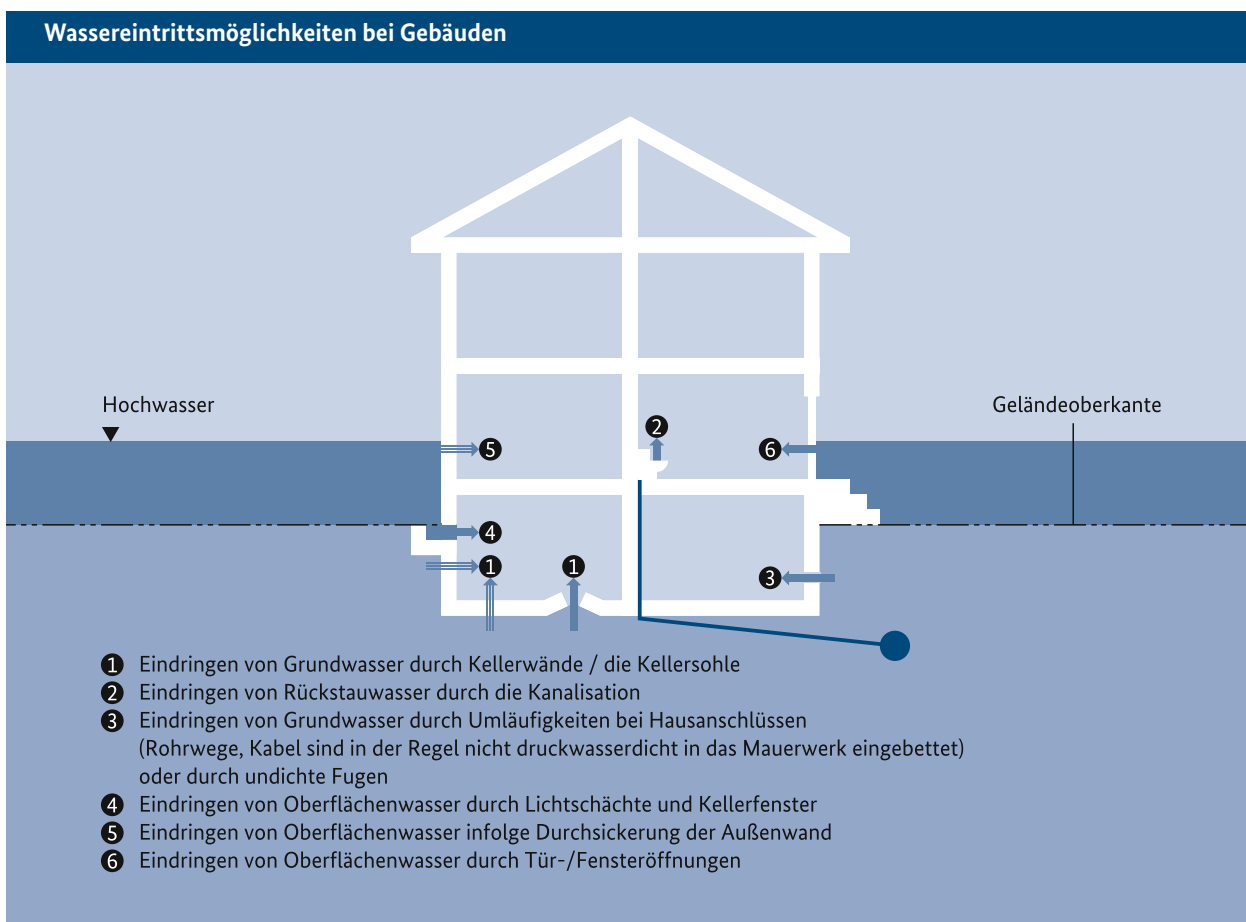 Wassereintrittsmöglichkeiten bei Gebäuden
Hochwasser
Geländeoberkante
2
5
6
4
1
1
3
1 Eindringen von Grundwasser durch Kellerwände / die Kellersohle
2 Eindringen von Rückstauwasser durch die Kanalisation
3 Eindringen von Grundwasser durch Umläufigkeiten bei Hausanschlüssen
(Rohrwege, Kabel sind in der Regel nicht druckwasserdicht in das Mauerwerk eingebettet)
oder durch undichte Fugen
4 Eindringen von Oberflächenwasser durch Lichtschächte und Kellerfenster
5 Eindringen von Oberflächenwasser infolge Durchsickerung der Außenwand
6 Eindringen von Oberflächenwasser durch Tür-/Fensteröffnungen